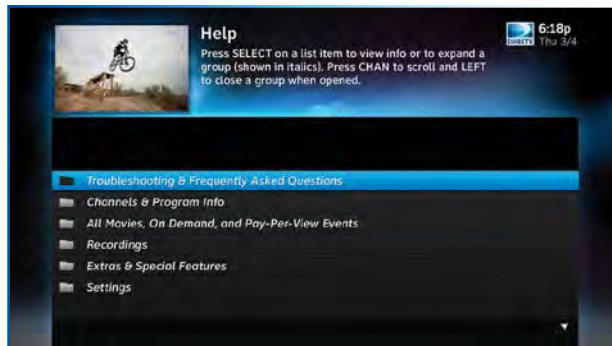 Help
Press SELECT on a list item to view info or to expand a
group (shown in italics). Press CHAN to scroll and LEFT
to close a group when opened.
DIRECTV
6:18p
Thu 3/4
Troubleshooting & Frequently Asked Questions
Channels & Program Info
All Movies, On Demand, and Pay-Per-View Events
Recordings
Extras & Special Features
Settings